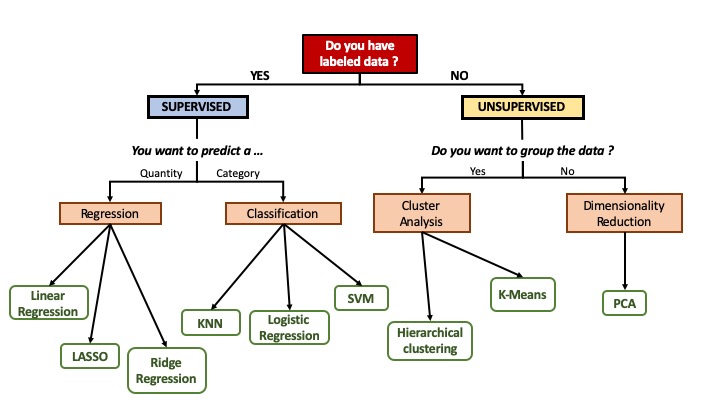 Do you have
labeled data ?
YES
NO
SUPERVISED
UNSUPERVISED
You want to predict a ...
Do you want to group the data ?
Quantity
Category
Yes
No
Regression
Classification
Cluster
Analysis
Dimensionality
Reduction
Linear
Regression
LASSO
Ridge
Regression
KNN
Logistic
Regression
SVM
Hierarchical
clustering
K-Means
PCA